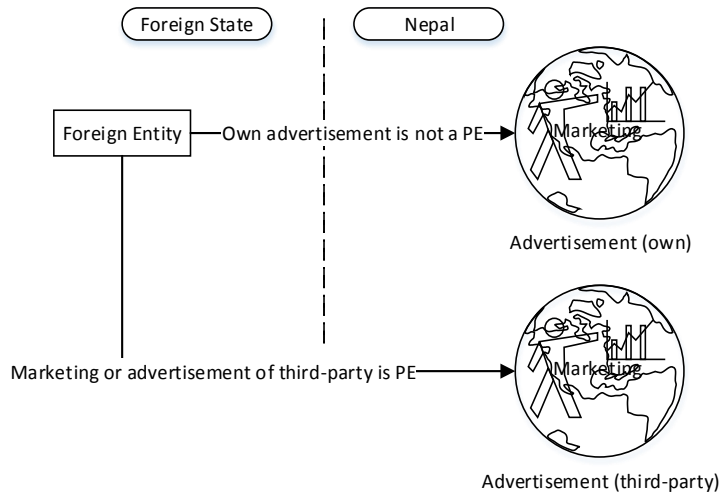 Foreign State
Nepal
Foreign Entity
Own advertisement is not a PE
Marketing
Advertisement (own)
Marketing or advertisement of third-party is PE
Marketing
Advertisement (third-party)